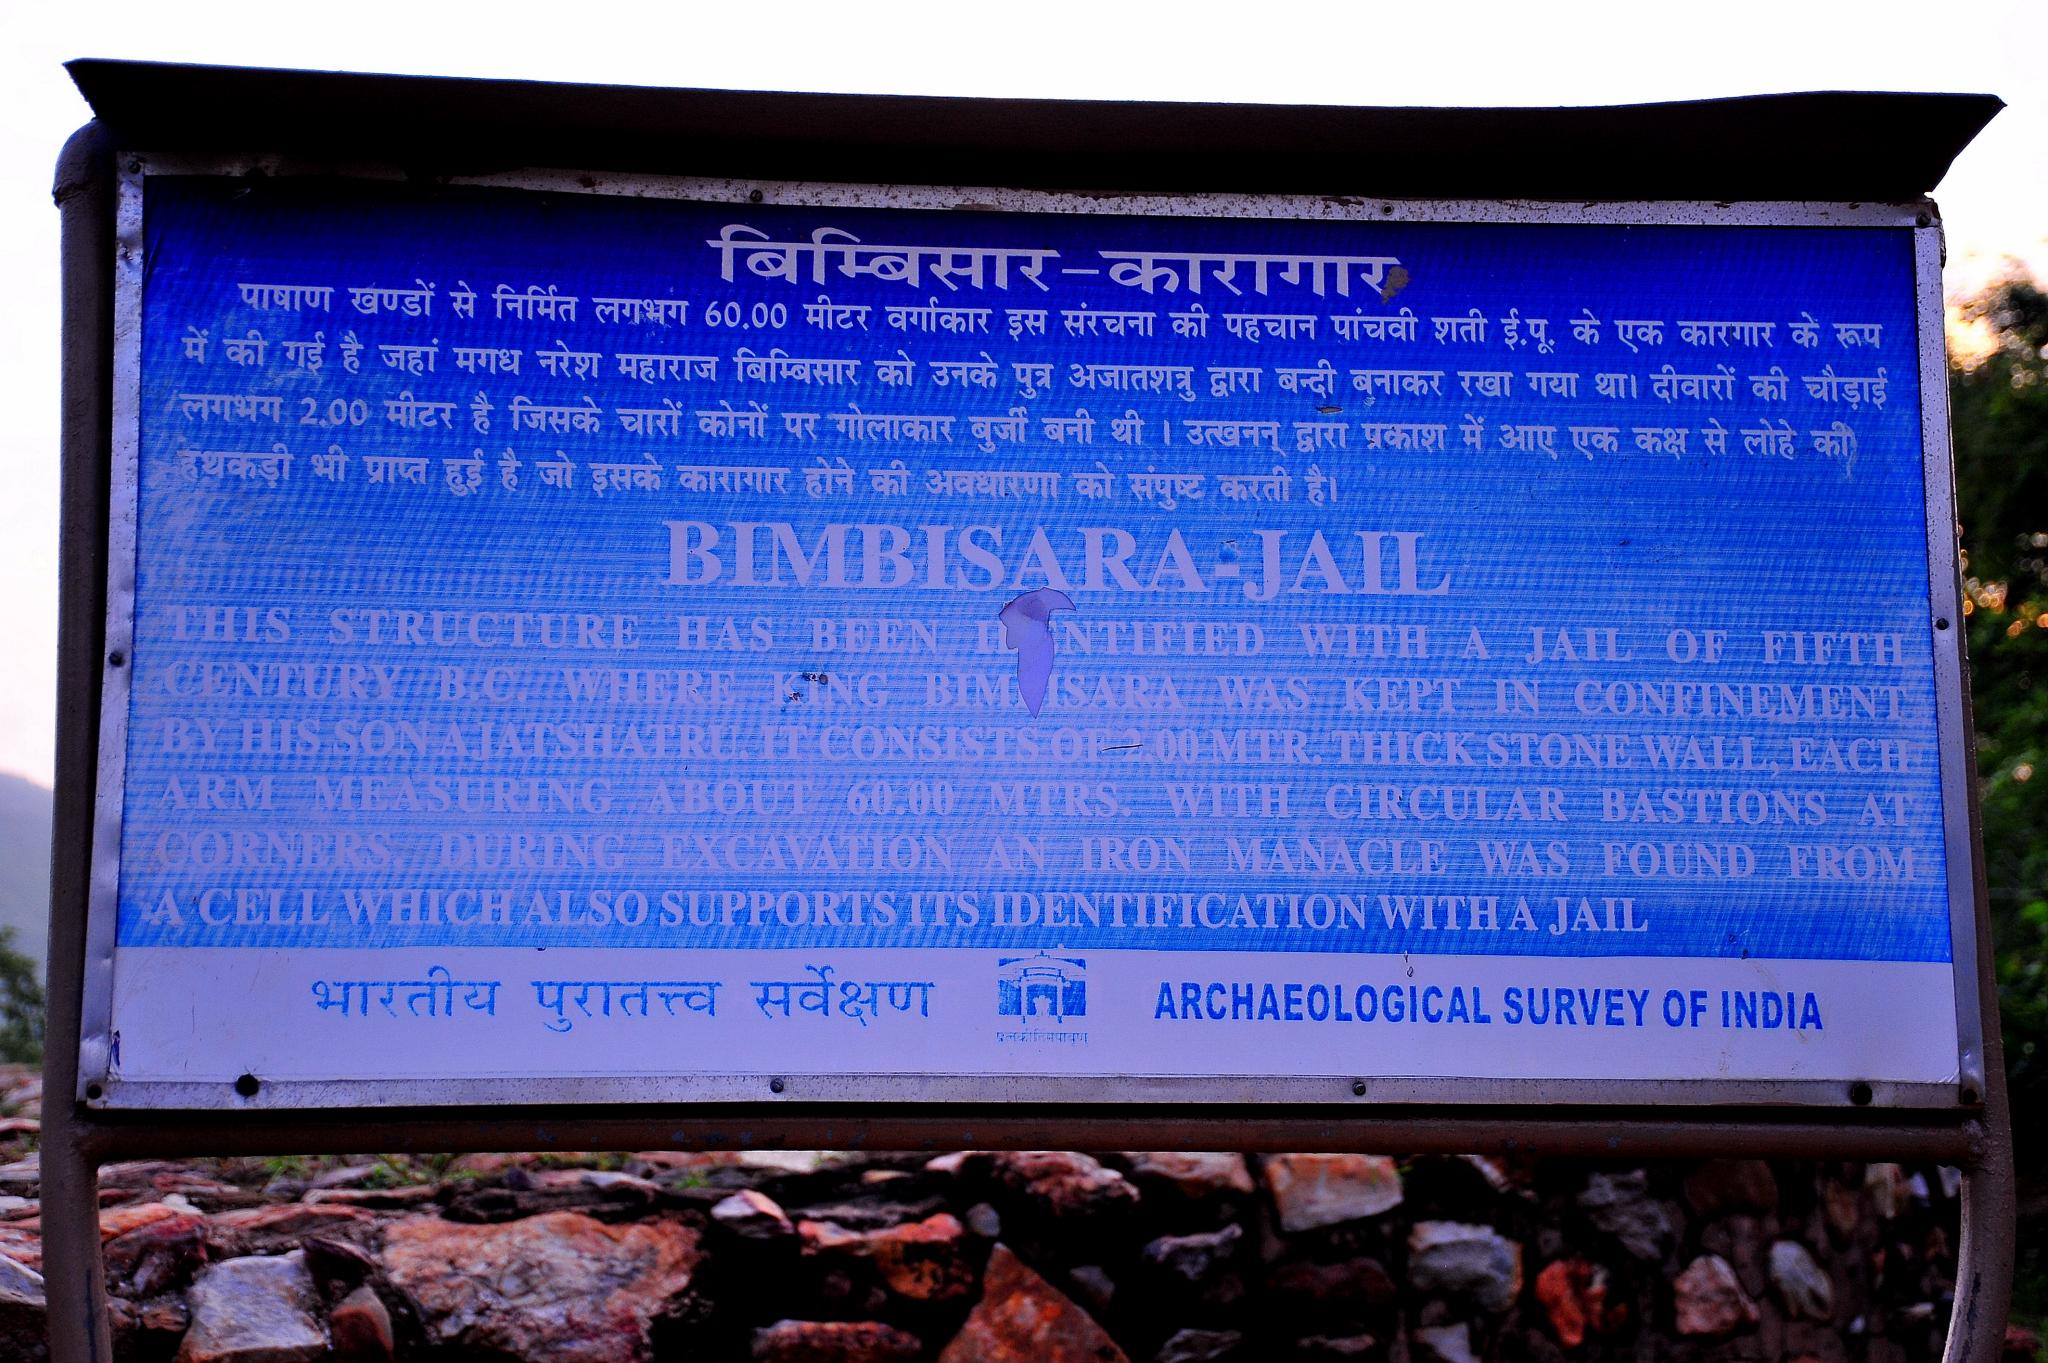 बिम्बिसार-कारागार
पाषाण खण्डों से निर्मित लगभग 60.00 मीटर वर्गाकार इस संरचना की पहचान पांचवी शती ई.पू. के एक कारगार के रूप
में की गई है जहां मगध नरेश महाराज बिम्बिसार को उनके पुत्र अजातशत्रु द्वारा बन्दी बनाकर रखा गया था। दीवारों की चौड़ाई
लगभग 2.00 मीटर है जिसके चारों कोनों पर गोलाकार बुर्जी बनी थी । उत्खनन् द्वारा प्रकाश में आए एक कक्ष से लोहे की
हथकड़ी भी प्राप्त हुई है जो इसके कारागार होने की अवधारणा को संपुष्ट करती है।
BIMBISARA-JAIL
THIS STRUCTURE HAS BEEN IDENTIFIED WITH A JAIL OF FIFTH
CENTURY B.C. WHERE KING BIMBISARA WAS KEPT IN CONFINEMENT
BY HIS SON AJATSHATRU. IT CONSISTS OF 2.00 MTR. THICK STONE WALL, EACH
ARM MEASURING ABOUT 60.00 MTRS. WITH CIRCULAR BASTIONS AT
CORNERS. DURING EXCAVATION AN IRON MANACLE WAS FOUND FROM
A CELL WHICH ALSO SUPPORTS ITS IDENTIFICATION WITH A JAIL
भारतीय पुरातत्त्व सर्वेक्षण
ARCHAEOLOGICAL SURVEY OF INDIA